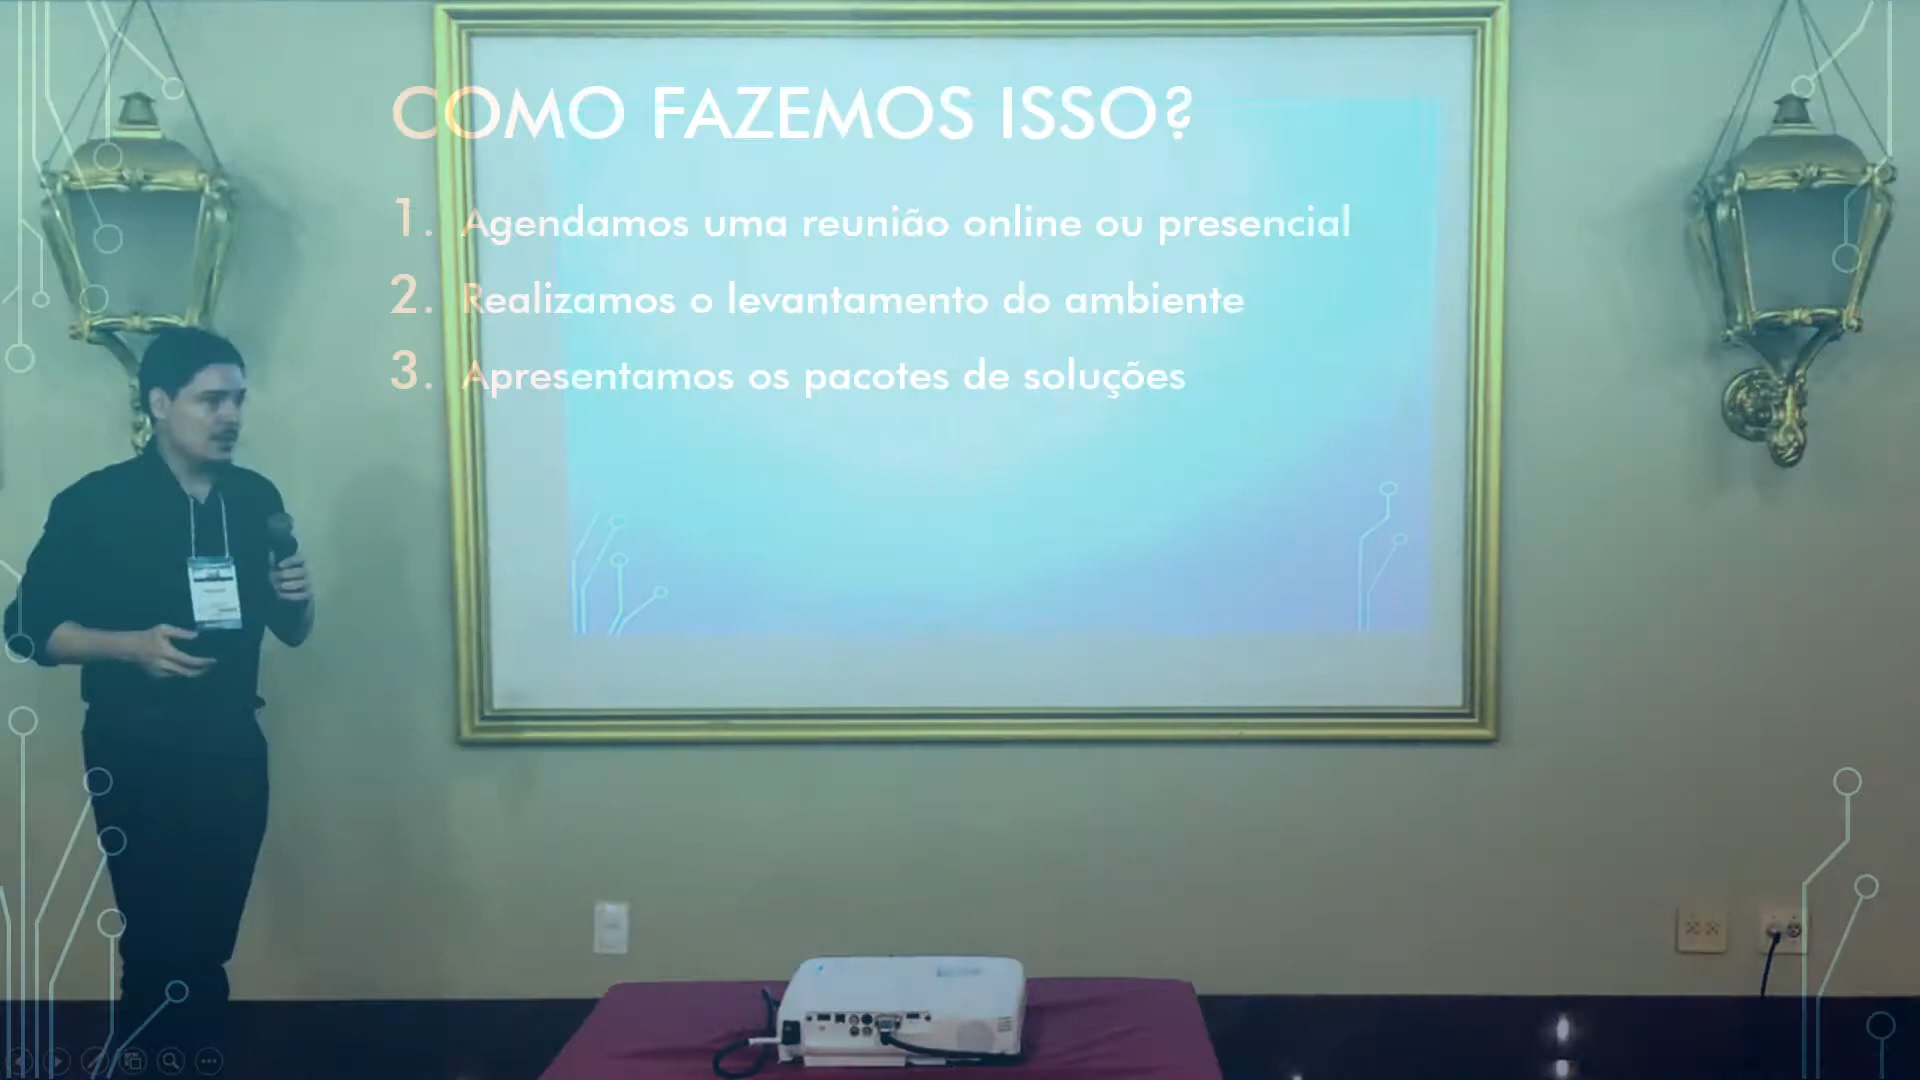 COMO FAZEMOS ISSO?
1. Agendamos uma reunião online ou presencial
2. Realizamos o levantamento do ambiente
3. Apresentamos os pacotes de soluções